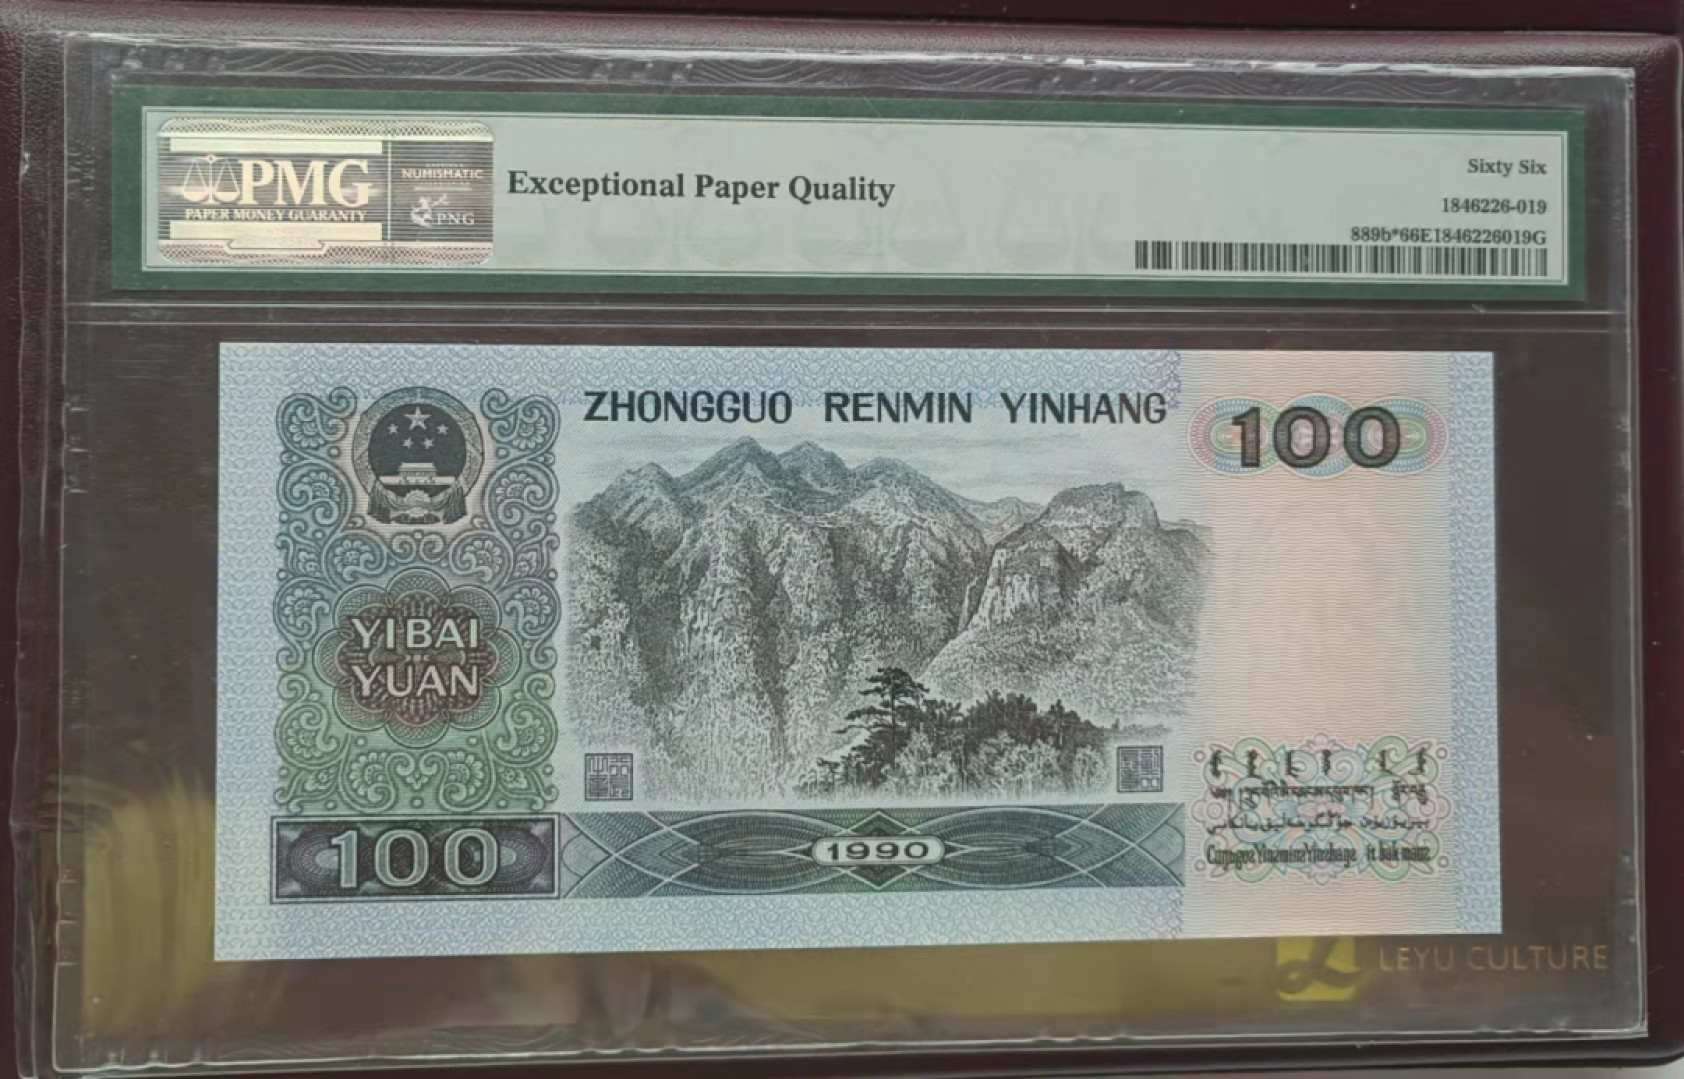 PMG
PAPER MONEY GUARANTY
NUMISMATIC
PNG
Exceptional Paper Quality
Sixty Six
1846226-019
889b*66E1846226019G
ZHONGGUO RENMIN YINHANG
100
YIBAI
YUAN
100
1990
LEYU CULTURE